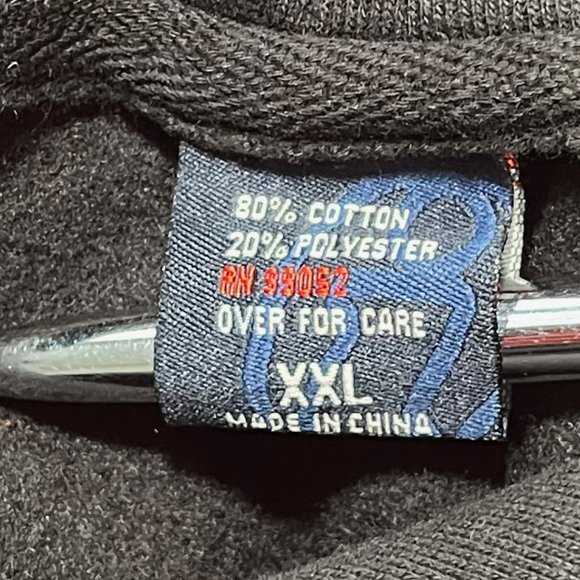 80% COTTON
20% POLYESTER
RN 99052
OVER FOR CARE
XXL
MADE IN CHINA